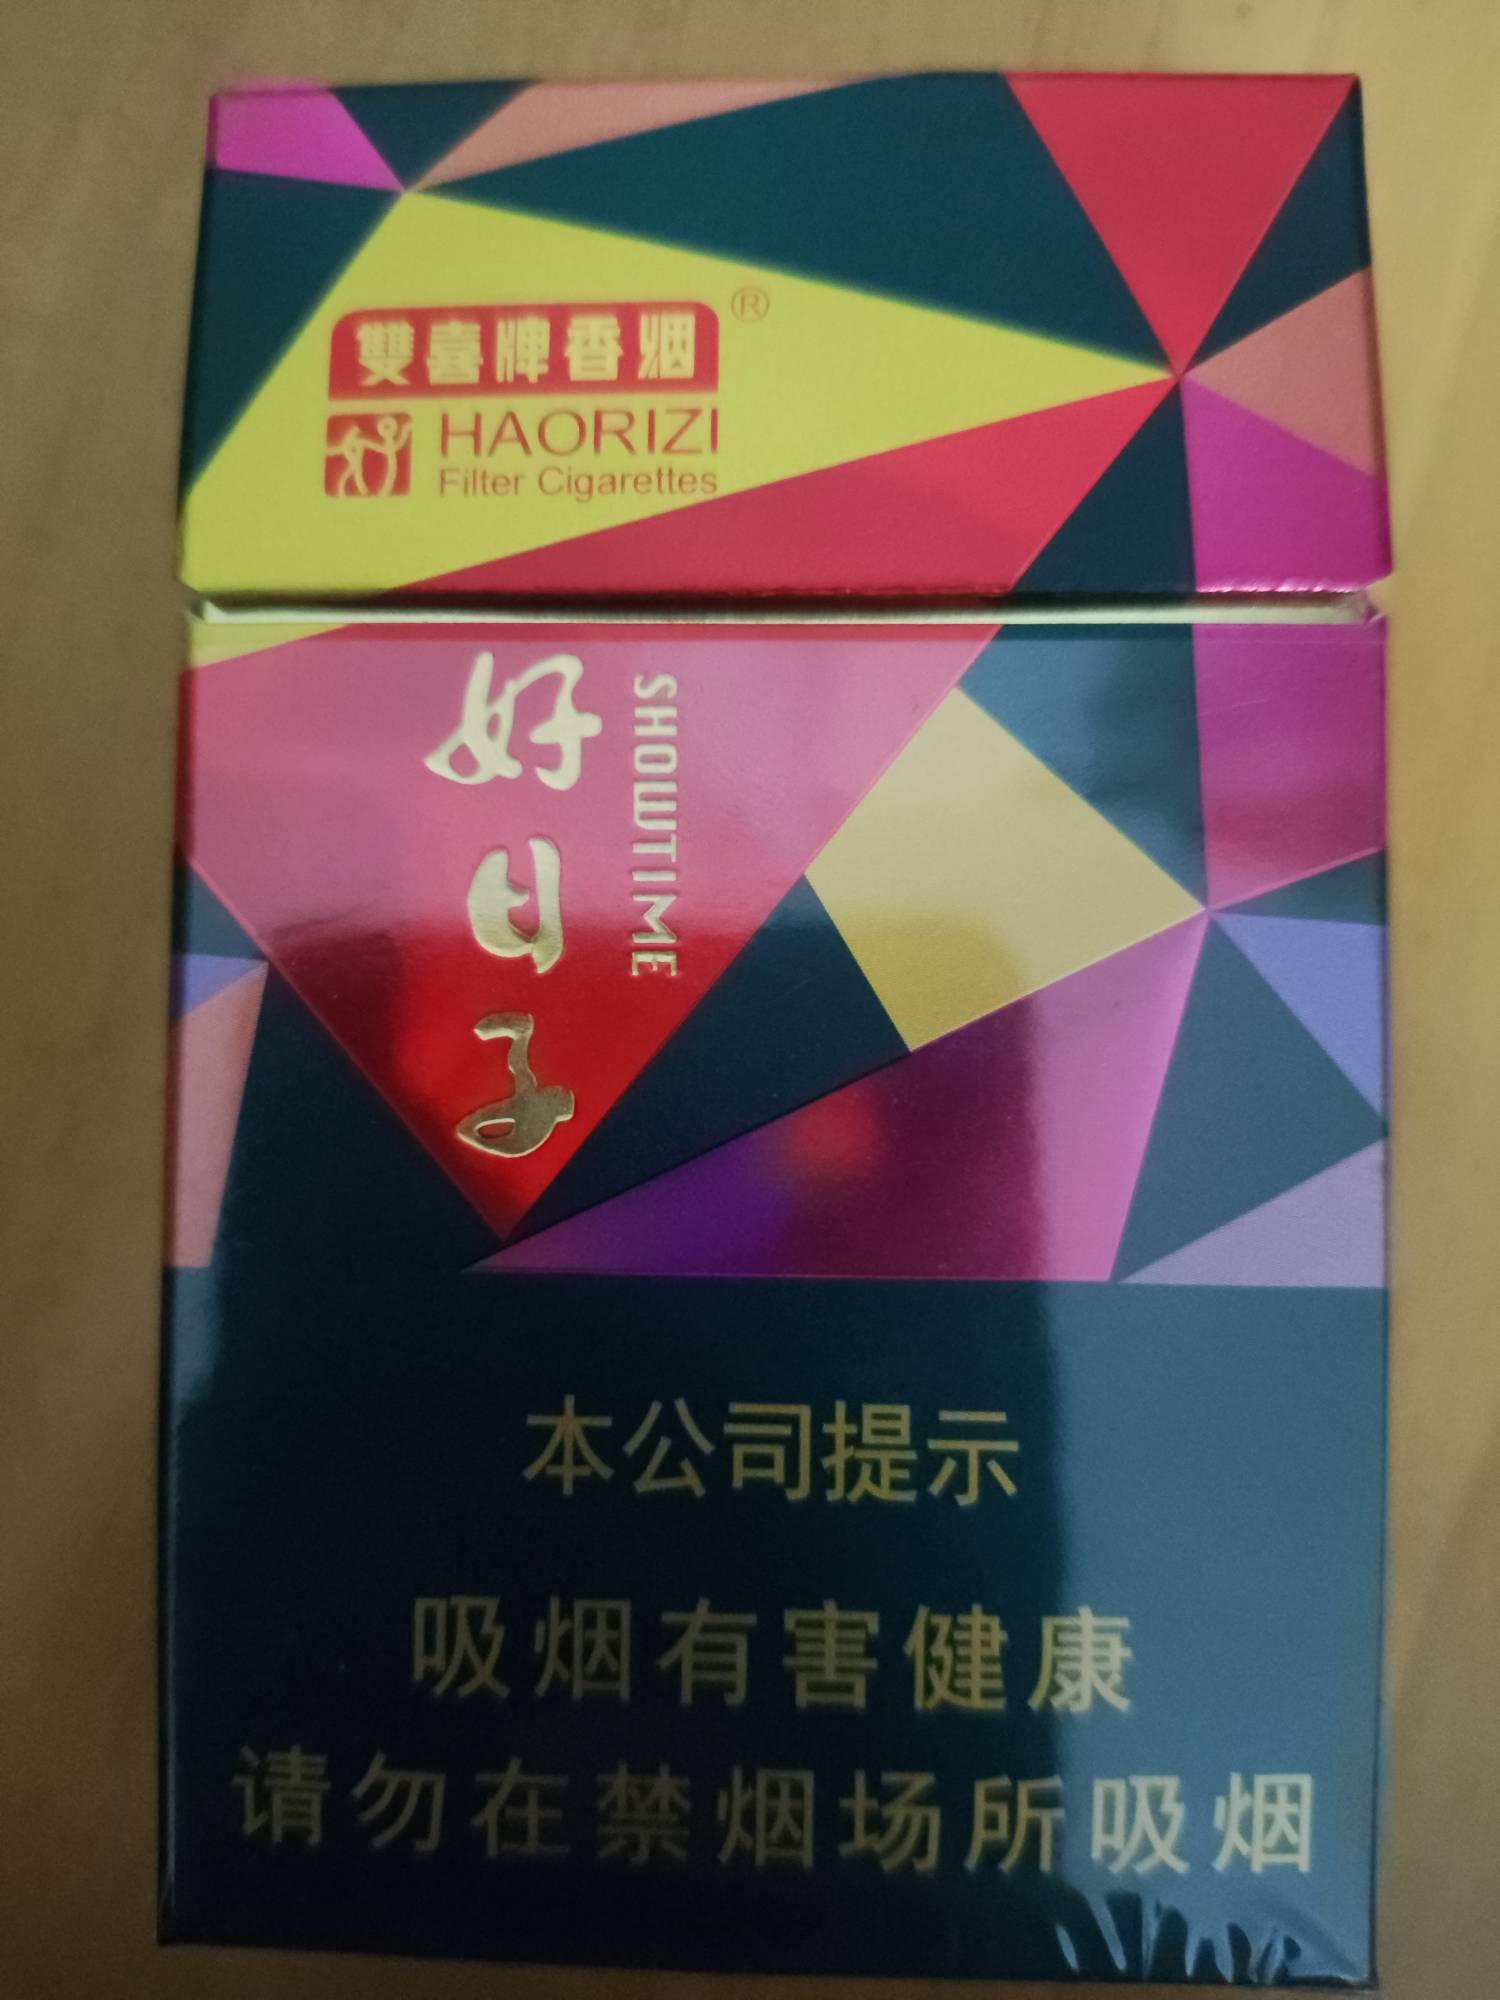 雙喜牌香烟
®
HAORIZI
Filter Cigarettes
好日子
SHOWTIME
本公司提示
吸烟有害健康
请勿在禁烟场所吸烟